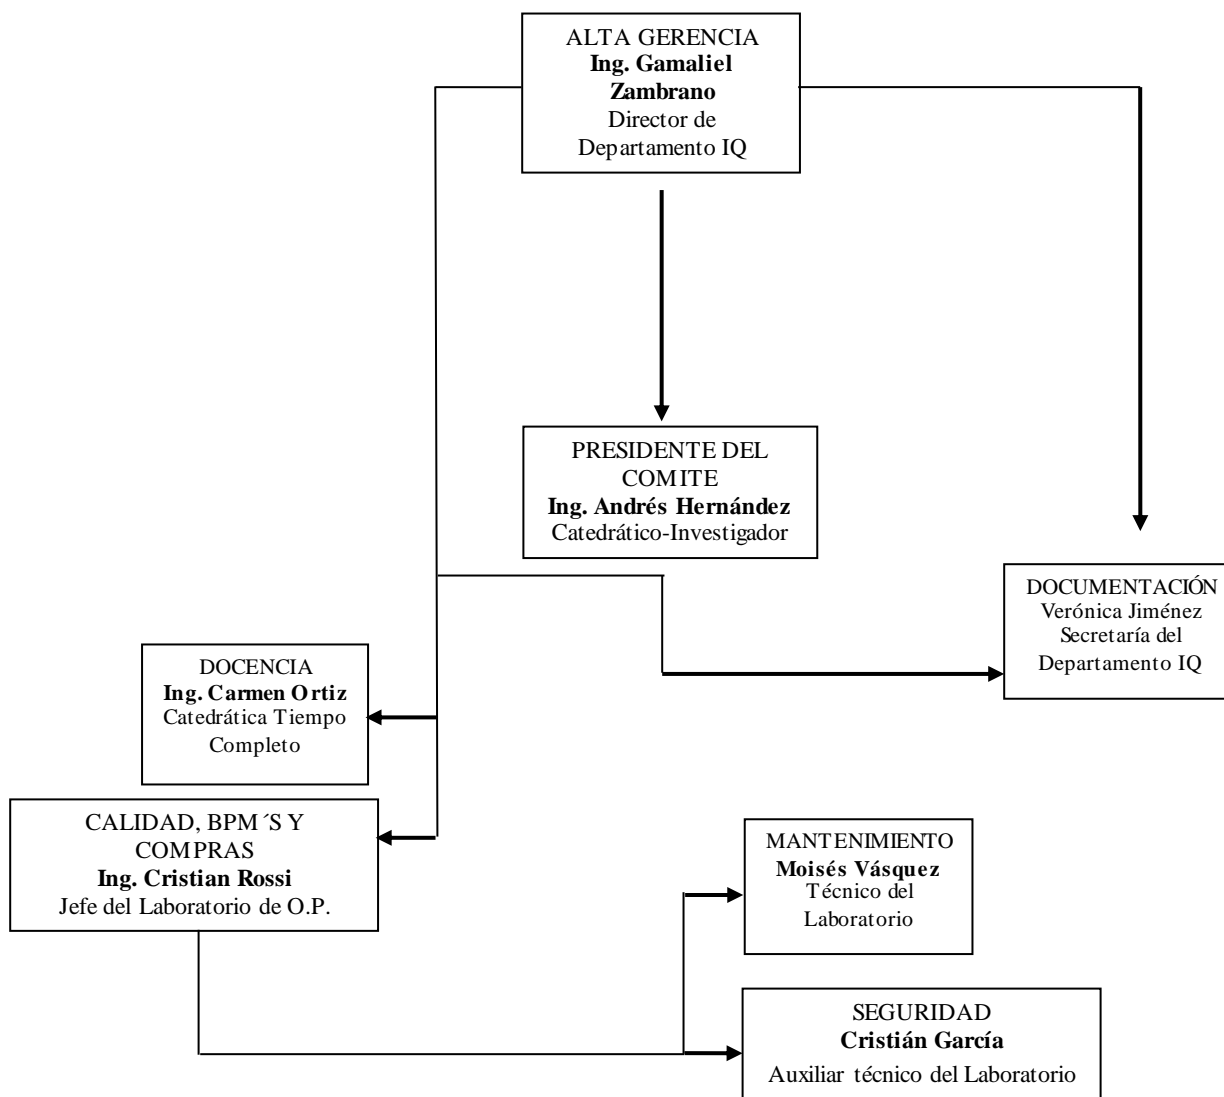 ALTA GERENCIA
Ing. Gamaliel
Zambrano
Director de
Departamento IQ
PRESIDENTE DEL
COMITE
Ing. Andrés Hernández
Catedrático-Investigador
DOCUMENTACIÓN
Verónica Jiménez
Secretaría del
Departamento IQ
DOCENCIA
Ing. Carmen Ortiz
Catedrática Tiempo
Completo
CALIDAD, BPM´S Y
COMPRAS
Ing. Cristian Rossi
Jefe del Laboratorio de O.P.
MANTENIMIENTO
Moisés Vásquez
Técnico del
Laboratorio
SEGURIDAD
Cristián García
Auxiliar técnico del Laboratorio